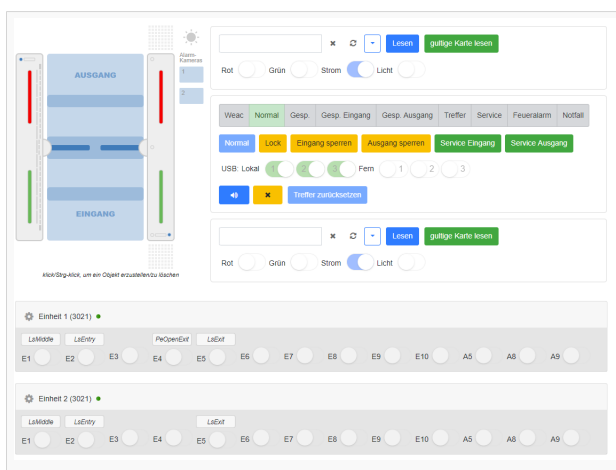 Alarm-
Kameras
1
2
AUSGANG
EINGANG
klick/Strg-klick, um ein Objekt erzustellen/zu löschen
Lesen gultige Karte lesen
Rot Grün Strom Licht
Weac Normal Gesp. Gesp. Eingang Gesp. Ausgang Treffer Service Feueralarm Notfall
Normal Lock Eingang sperren Ausgang sperren Service Eingang Service Ausgang
USB: Lokal 1 2 3 Fern 1 2 3
Treffer zurücksetzen
Lesen gultige Karte lesen
Rot Grün Strom Licht
Einheit 1 (3021)
LsMiddle LsEntry PeOpenExit LsExit
E1 E2 E3 E4 E5 E6 E7 E8 E9 E10 A5 A8 A9
Einheit 2 (3021)
LsMiddle LsEntry LsExit
E1 E2 E3 E4 E5 E6 E7 E8 E9 E10 A5 A8 A9